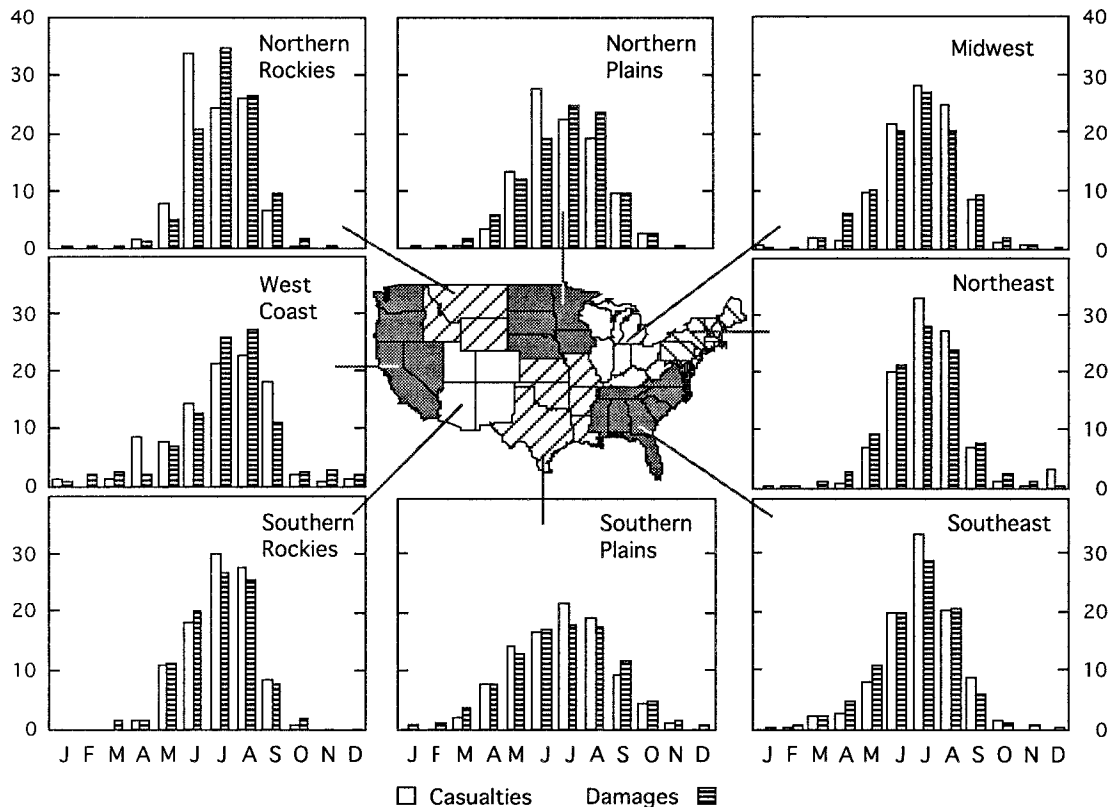 40
30
20
10
0
Northern
Rockies
Northern
Plains
Midwest
40
30
20
10
0
30
20
10
0
West
Coast
Northeast
30
20
10
0
30
20
10
0
Southern
Rockies
Southern
Plains
Southeast
30
20
10
0
J F M A M J J A S O N D
J F M A M J J A S O N D
J F M A M J J A S O N D
Casualties Damages